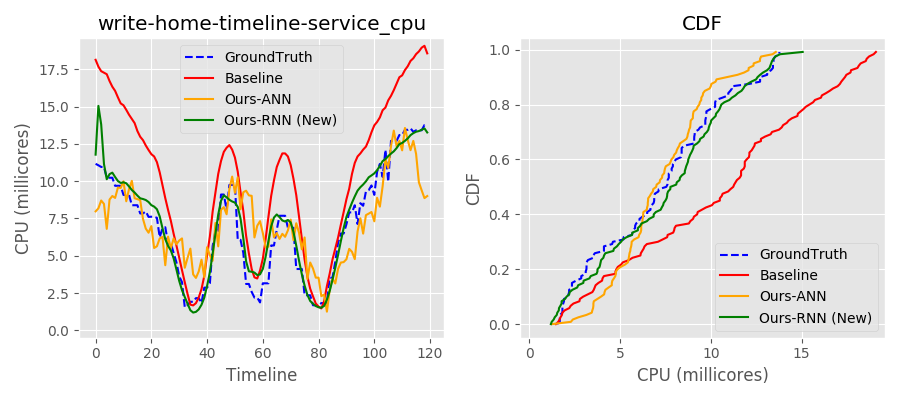 write-home-timeline-service_cpu
CPU (millicores)
17.5
15.0
12.5
10.0
7.5
5.0
2.5
0.0
GroundTruth
Baseline
Ours-ANN
Ours-RNN (New)
0 20 40 60 80 100 120
Timeline
CDF
CDF
1.0
0.8
0.6
0.4
0.2
0.0
GroundTruth
Baseline
Ours-ANN
Ours-RNN (New)
0 5 10 15
CPU (millicores)